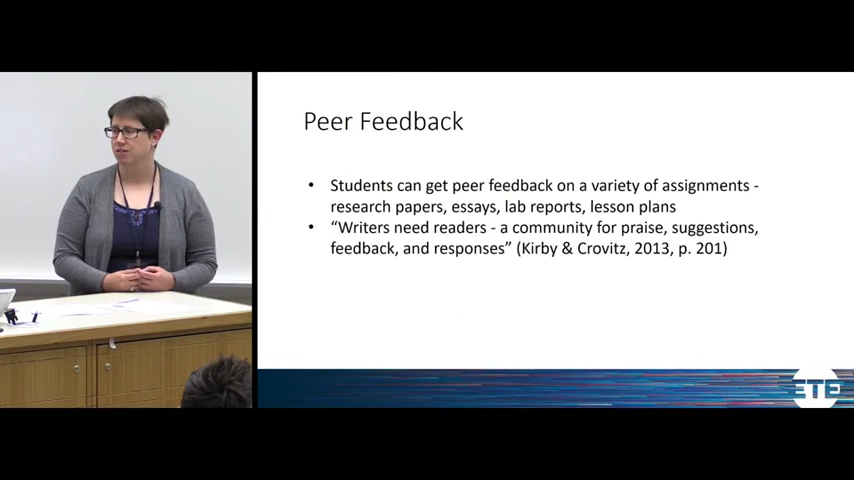 Peer Feedback
• Students can get peer feedback on a variety of assignments -
research papers, essays, lab reports, lesson plans
• “Writers need readers - a community for praise, suggestions,
feedback, and responses” (Kirby & Crovitz, 2013, p. 201)
ETE